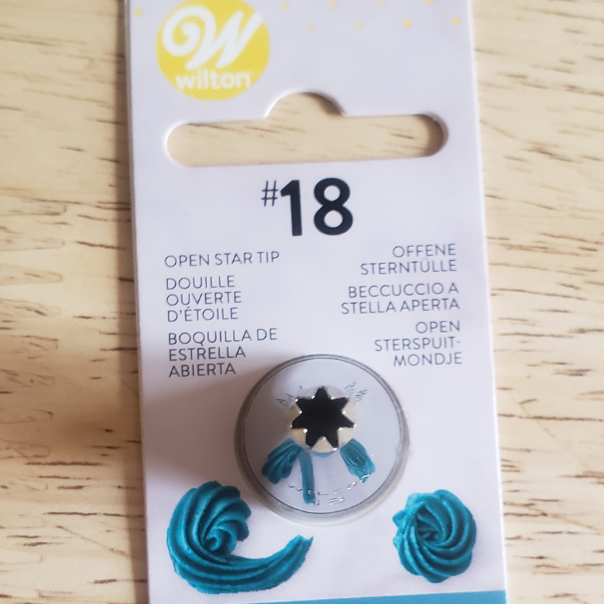 W
wilton
#18
OPEN STAR TIP
DOUILLE
OUVERTE
D'ÉTOILE
BOQUILLA DE
ESTRELLA
ABIERTA
OFFENE
STERNTÜLLE
BECCUCCIO A
STELLA APERTA
OPEN
STERSPUIT-
MONDJE